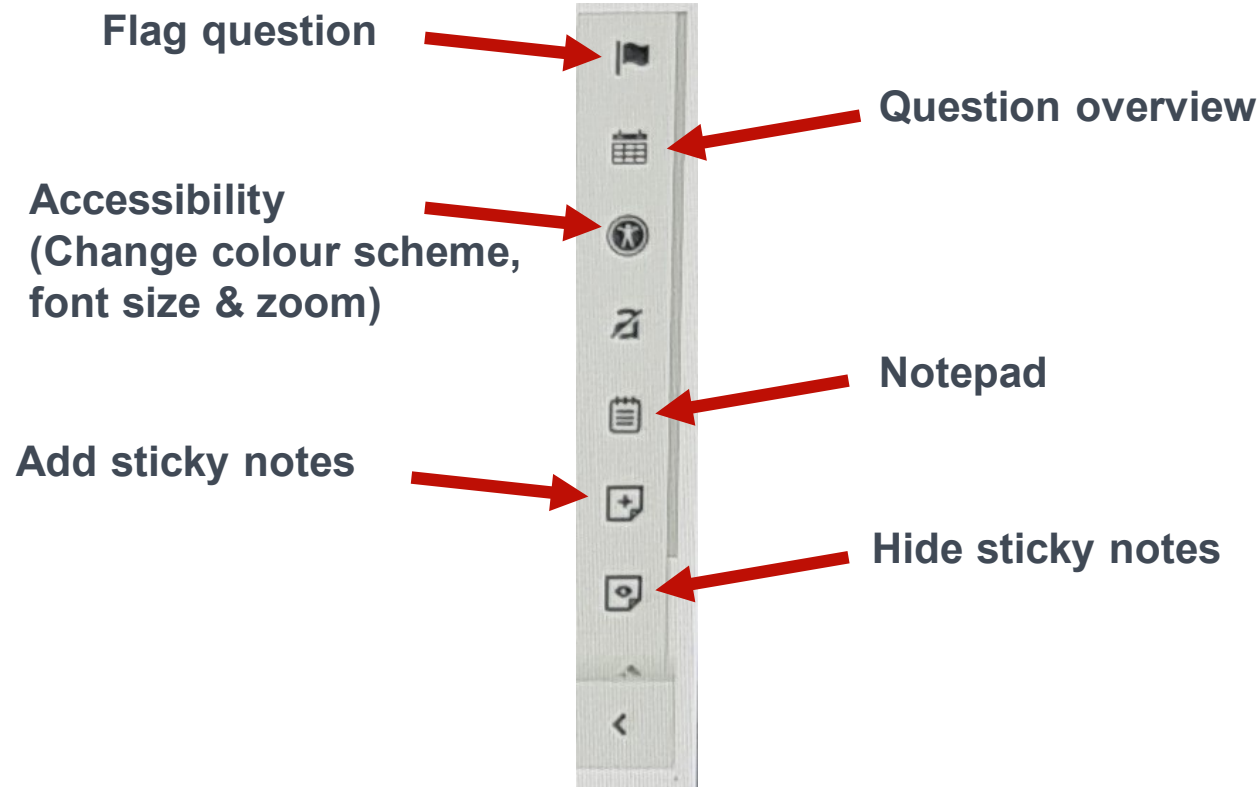 Flag question
Question overview
Accessibility
(Change colour scheme,
font size & zoom)
Notepad
Add sticky notes
Hide sticky notes